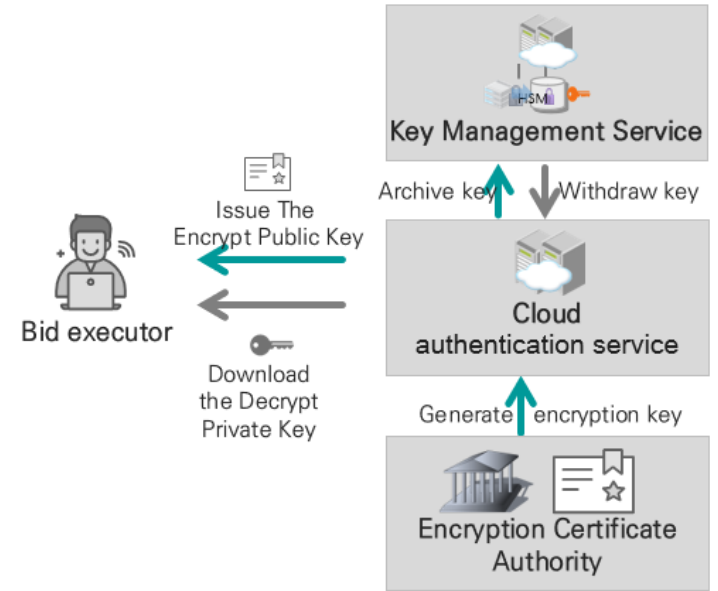 HSM
Key Management Service
Archive key
Withdraw key
Issue The
Encrypt Public Key
Bid executor
Cloud
authentication service
Download
the Decrypt
Private Key
Generate encryption key
Encryption Certificate
Authority